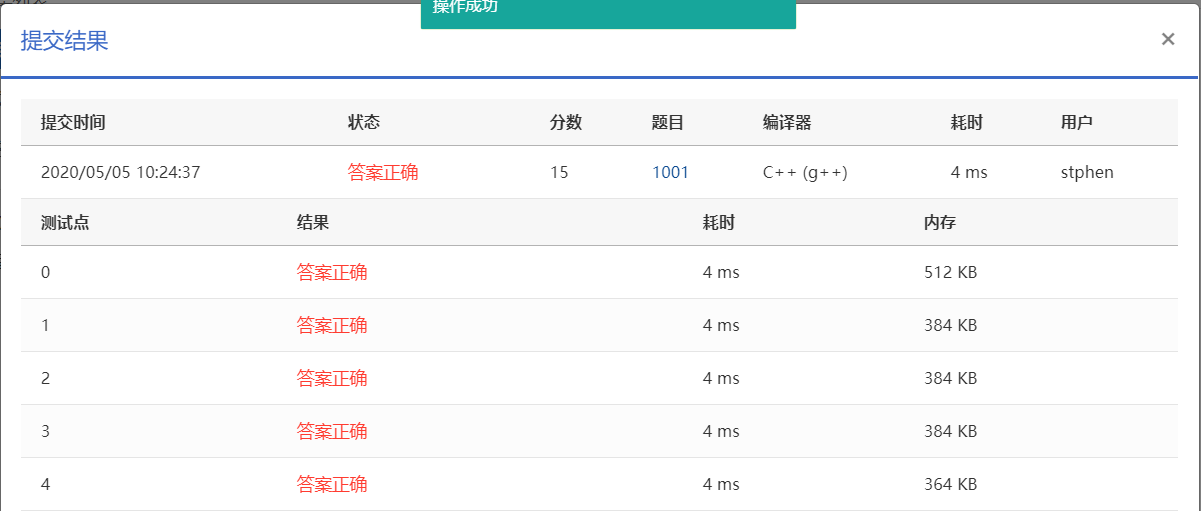 操作成功
提交结果 ×
提交时间 状态 分数 题目 编译器 耗时 用户
2020/05/05 10:24:37 答案正确 15 1001 C++ (g++) 4 ms stphen
测试点 结果 耗时 内存
0 答案正确 4 ms 512 KB
1 答案正确 4 ms 384 KB
2 答案正确 4 ms 384 KB
3 答案正确 4 ms 384 KB
4 答案正确 4 ms 364 KB